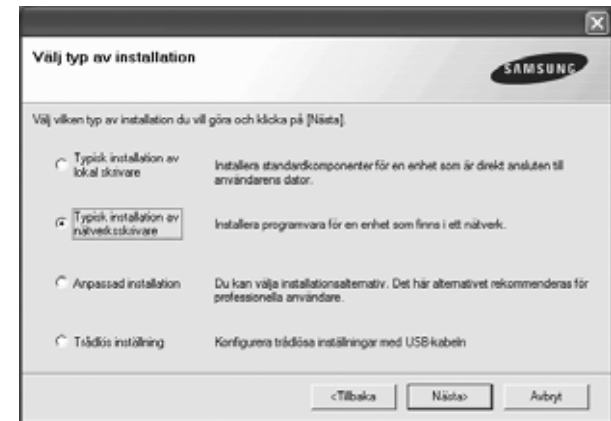 Välj typ av installation
SAMSUNG
Välj vilken typ av installation du vill göra och klicka på [Nästa].
Typisk installation av
lokal skrivare
Installera standardkomponenter för en enhet som är direkt ansluten till
användarens dator.
Typisk installation av
nätverksskrivare
Installera programvara för en enhet som finns i ett nätverk.
Anpassad installation
Du kan välja installationsalternativ. Det här alternativet rekommenderas för
professionella användare.
Trådlös inställning
Konfigurera trådlösa inställningar med USB-kabeln
<Tillbaka
Nästa>
Avbryt